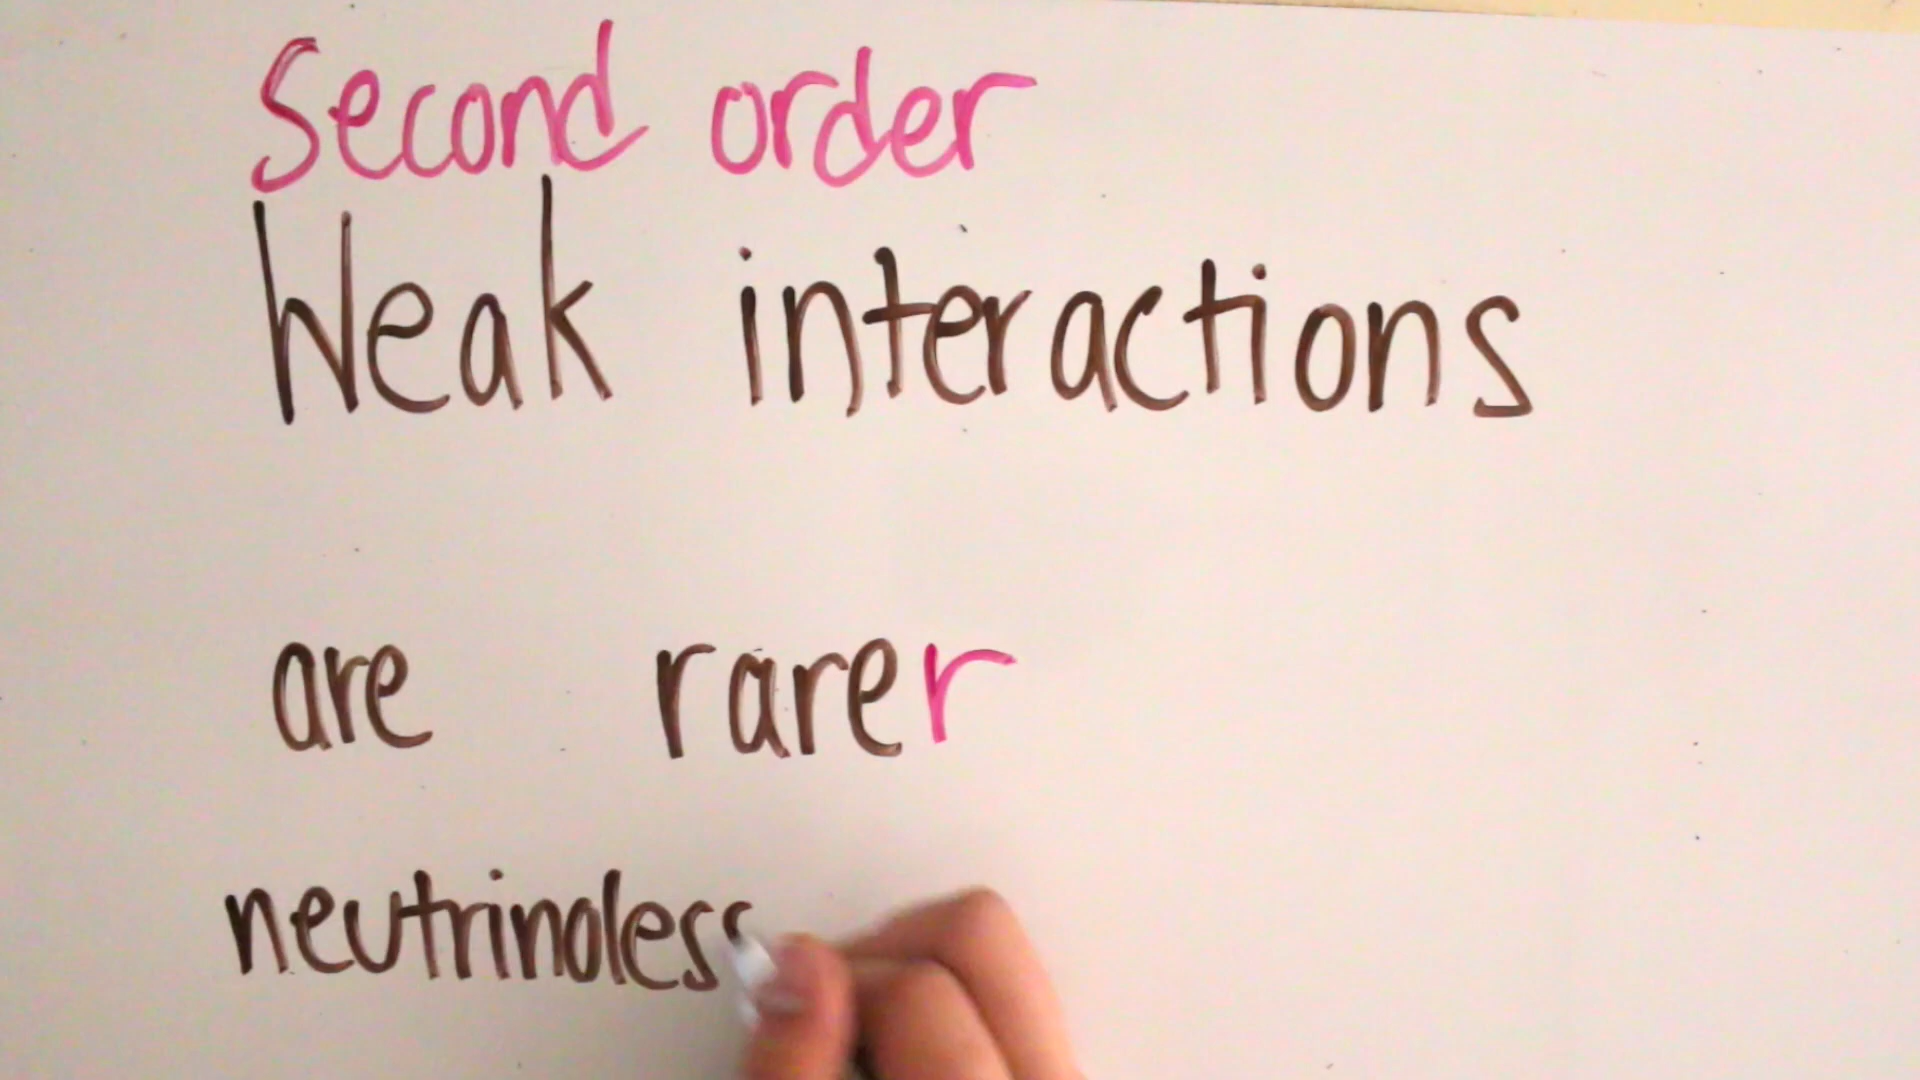 Second order
Weak interactions
are rarer
neutrinoless